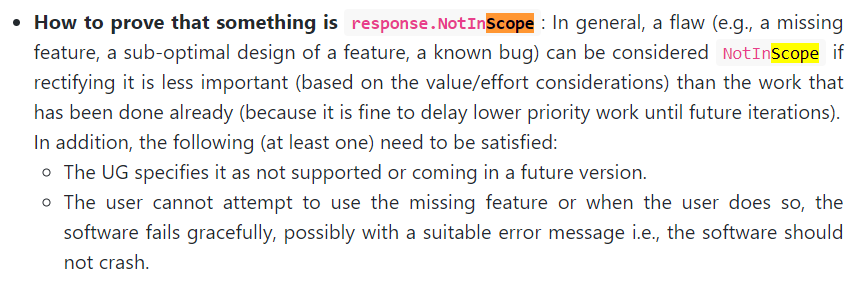 • How to prove that something is response.NotInScope : In general, a flaw (e.g., a missing
feature, a sub-optimal design of a feature, a known bug) can be considered NotInScope if
rectifying it is less important (based on the value/effort considerations) than the work that
has been done already (because it is fine to delay lower priority work until future iterations).
In addition, the following (at least one) need to be satisfied:
◦ The UG specifies it as not supported or coming in a future version.
◦ The user cannot attempt to use the missing feature or when the user does so, the
software fails gracefully, possibly with a suitable error message i.e., the software should
not crash.